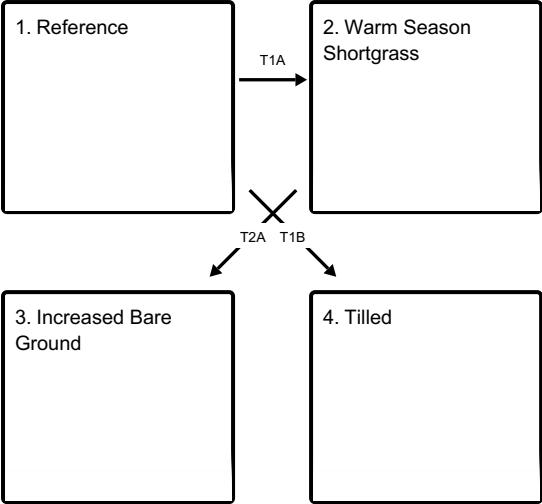 1. Reference
2. Warm Season
Shortgrass
T1A
T2A
T1B
3. Increased Bare
Ground
4. Tilled